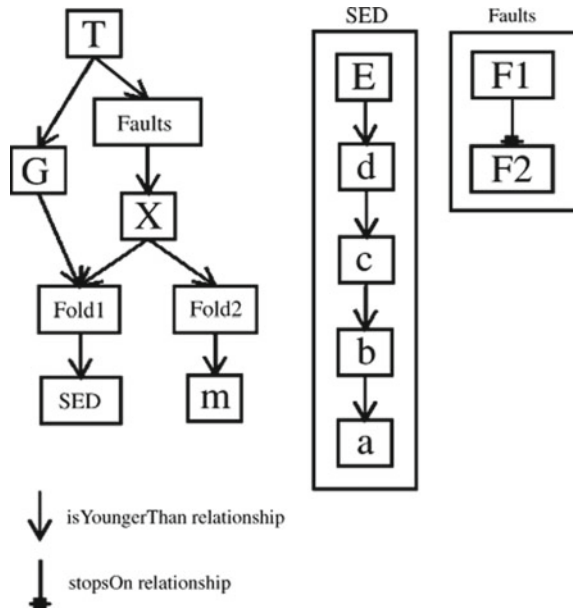 T
Faults
G
X
Fold1
Fold2
SED
m
SED
E
d
c
b
a
Faults
F1
F2
isYoungerThan relationship
stopsOn relationship